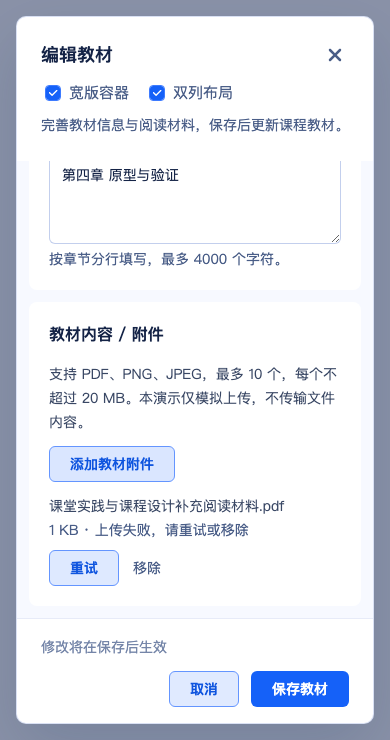 编辑教材
宽版容器 双列布局
完善教材信息与阅读材料，保存后更新课程教材。
第四章 原型与验证
按章节分行填写，最多 4000 个字符。
教材内容 / 附件
支持 PDF、PNG、JPEG，最多 10 个，每个不
超过 20 MB。本演示仅模拟上传，不传输文件
内容。
添加教材附件
课堂实践与课程设计补充阅读材料.pdf
1 KB · 上传失败，请重试或移除
重试 移除
修改将在保存后生效
取消 保存教材